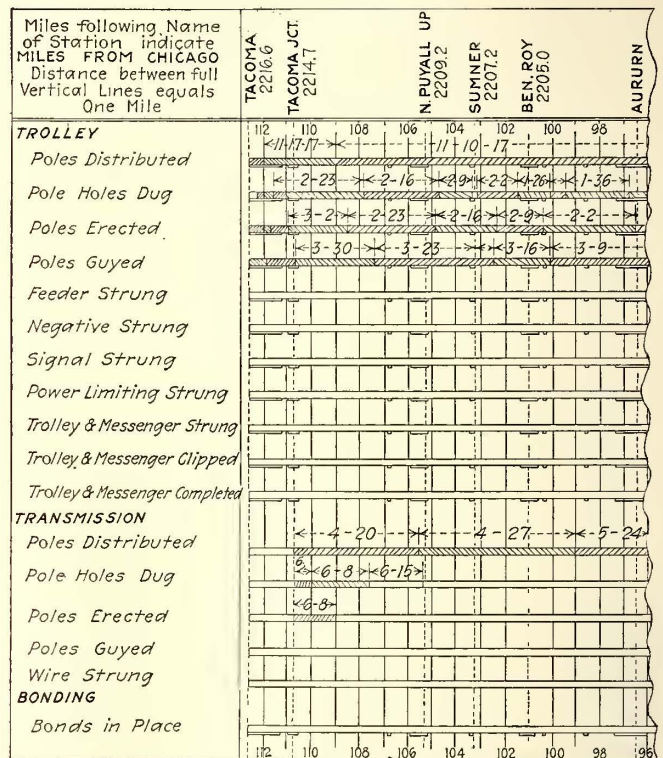 Miles following Name
of Station indicate
MILES FROM CHICAGO
Distance between full
Vertical Lines equals
One Mile
TACOMA
2216.6
TACOMA JCT.
2214.7
N. PUYALL UP
2209.2
SUMNER
2207.2
BEN. ROY
2205.0
AURURN
112 110 108 106 104 102 100 98
TROLLEY
11-17-17 11-10-17
Poles Distributed
2-23 2-16 2-9 2-2 1-26 1-36
Pole Holes Dug
3-2 2-23 2-16 2-9 2-2
Poles Erected
3-30 3-23 3-16 3-9
Poles Guyed
Feeder Strung
Negative Strung
Signal Strung
Power Limiting Strung
Trolley & Messenger Strung
Trolley & Messenger Clipped
Trolley & Messenger Completed
TRANSMISSION
4-20 4-27 5-24
Poles Distributed
6 6-8 6-15
Pole Holes Dug
6-8
Poles Erected
Poles Guyed
Wire Strung
BONDING
Bonds in Place
112 110 108 106 104 102 100 98 96